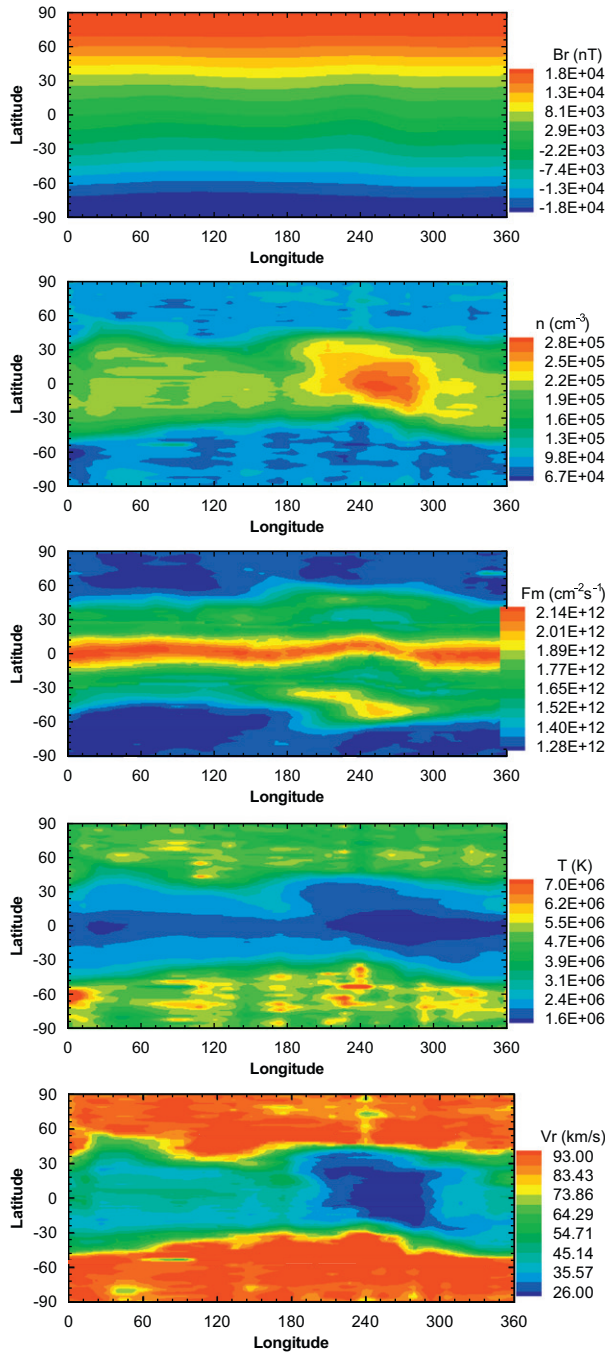 90
60
30
0
-30
-60
-90
Latitude
0 60 120 180 240 300 360
Longitude
Br (nT)
1.8E+04
1.3E+04
8.1E+03
2.9E+03
-2.2E+03
-7.4E+03
-1.3E+04
-1.8E+04
90
60
30
0
-30
-60
-90
Latitude
0 60 120 180 240 300 360
Longitude
n (cm⁻³)
2.8E+05
2.5E+05
2.2E+05
1.9E+05
1.6E+05
1.3E+05
9.8E+04
6.7E+04
90
60
30
0
-30
-60
-90
Latitude
0 60 120 180 240 300 360
Longitude
Fm (cm⁻²s⁻¹)
2.14E+12
2.01E+12
1.89E+12
1.77E+12
1.65E+12
1.52E+12
1.40E+12
1.28E+12
90
60
30
0
-30
-60
-90
Latitude
0 60 120 180 240 300 360
Longitude
T (K)
7.0E+06
6.2E+06
5.5E+06
4.7E+06
3.9E+06
3.1E+06
2.4E+06
1.6E+06
90
60
30
0
-30
-60
-90
Latitude
0 60 120 180 240 300 360
Longitude
Vr (km/s)
93.00
83.43
73.86
64.29
54.71
45.14
35.57
26.00